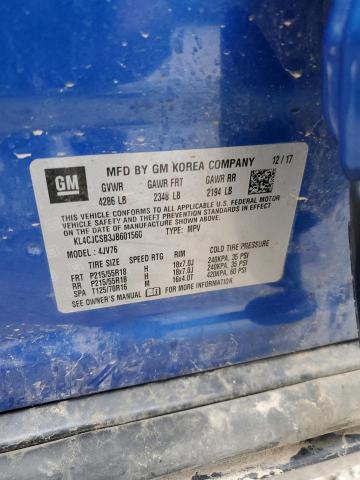 GM
MFD BY GM KOREA COMPANY 12/17
GVWR GAWR FRT GAWR RR
4286 LB 2348 LB 2194 LB
THIS VEHICLE CONFORMS TO ALL APPLICABLE U.S. FEDERAL MOTOR
VEHICLE SAFETY AND THEFT PREVENTION STANDARDS IN EFFECT
ON THE DATE OF MANUFACTURE SHOWN ABOVE.
KL4CJCSB3JB601566 TYPE: MPV
MODEL: 4JV76
TIRE SIZE SPEED RTG RIM COLD TIRE PRESSURE
FRT P215/55R18 H 18x7.0J 240KPA, 35 PSI
RR P215/55R18 H 18x7.0J 240KPA, 35 PSI
SPA T125/70R16 M 16x4.0T 420KPA, 60 PSI
SEE OWNER'S MANUAL FOR ADDITIONAL INFORMATION.